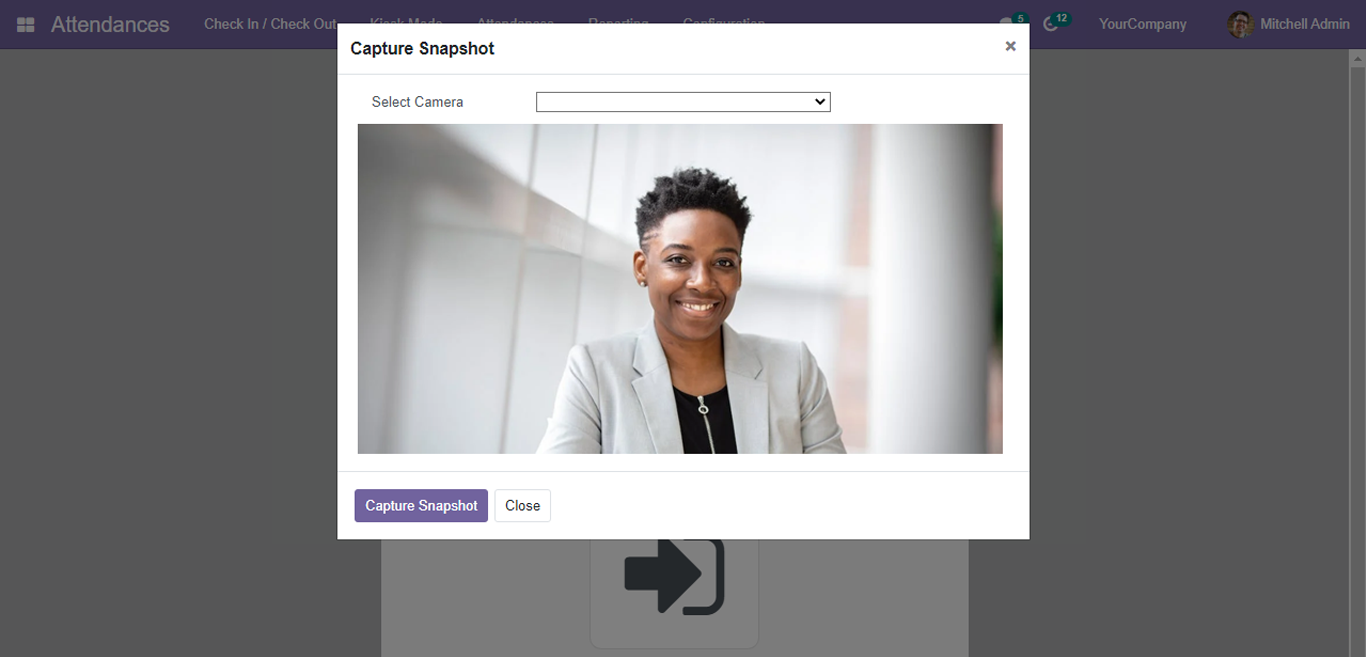 Attendances Check In / Check Out Kiosk Mode Attendances Reporting Configuration 5 12 YourCompany Mitchell Admin
Capture Snapshot ×
Select Camera
Capture Snapshot Close